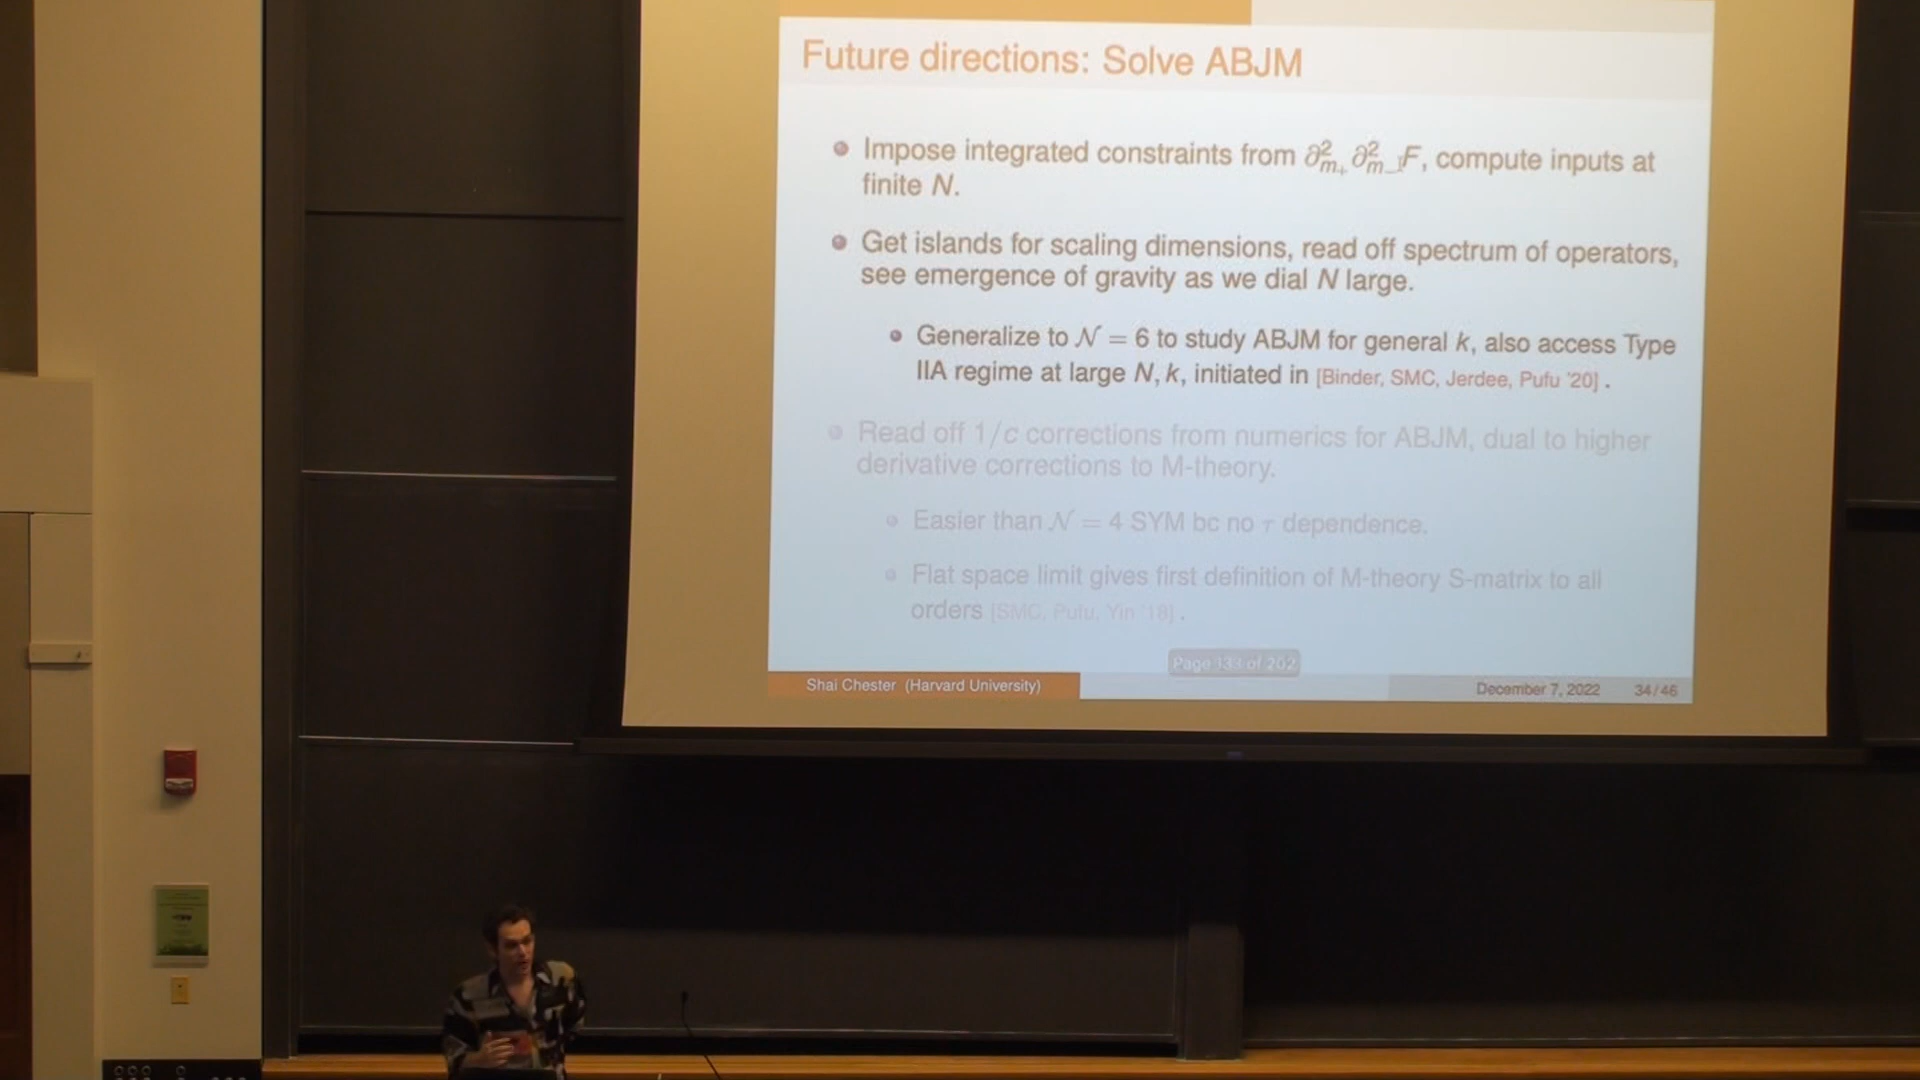 Future directions: Solve ABJM
Impose integrated constraints from ∂²m₊ ∂²m₋F, compute inputs at
finite N.
Get islands for scaling dimensions, read off spectrum of operators,
see emergence of gravity as we dial N large.
Generalize to N = 6 to study ABJM for general k, also access Type
IIA regime at large N, k, initiated in [Binder, SMC, Jerdee, Pufu '20] .
Read off 1/c corrections from numerics for ABJM, dual to higher
derivative corrections to M-theory.
Easier than N = 4 SYM bc no τ dependence.
Flat space limit gives first definition of M-theory S-matrix to all
orders [SMC, Pufu, Yin '18] .
Page 133 of 202
Shai Chester (Harvard University)
December 7, 2022 34/46